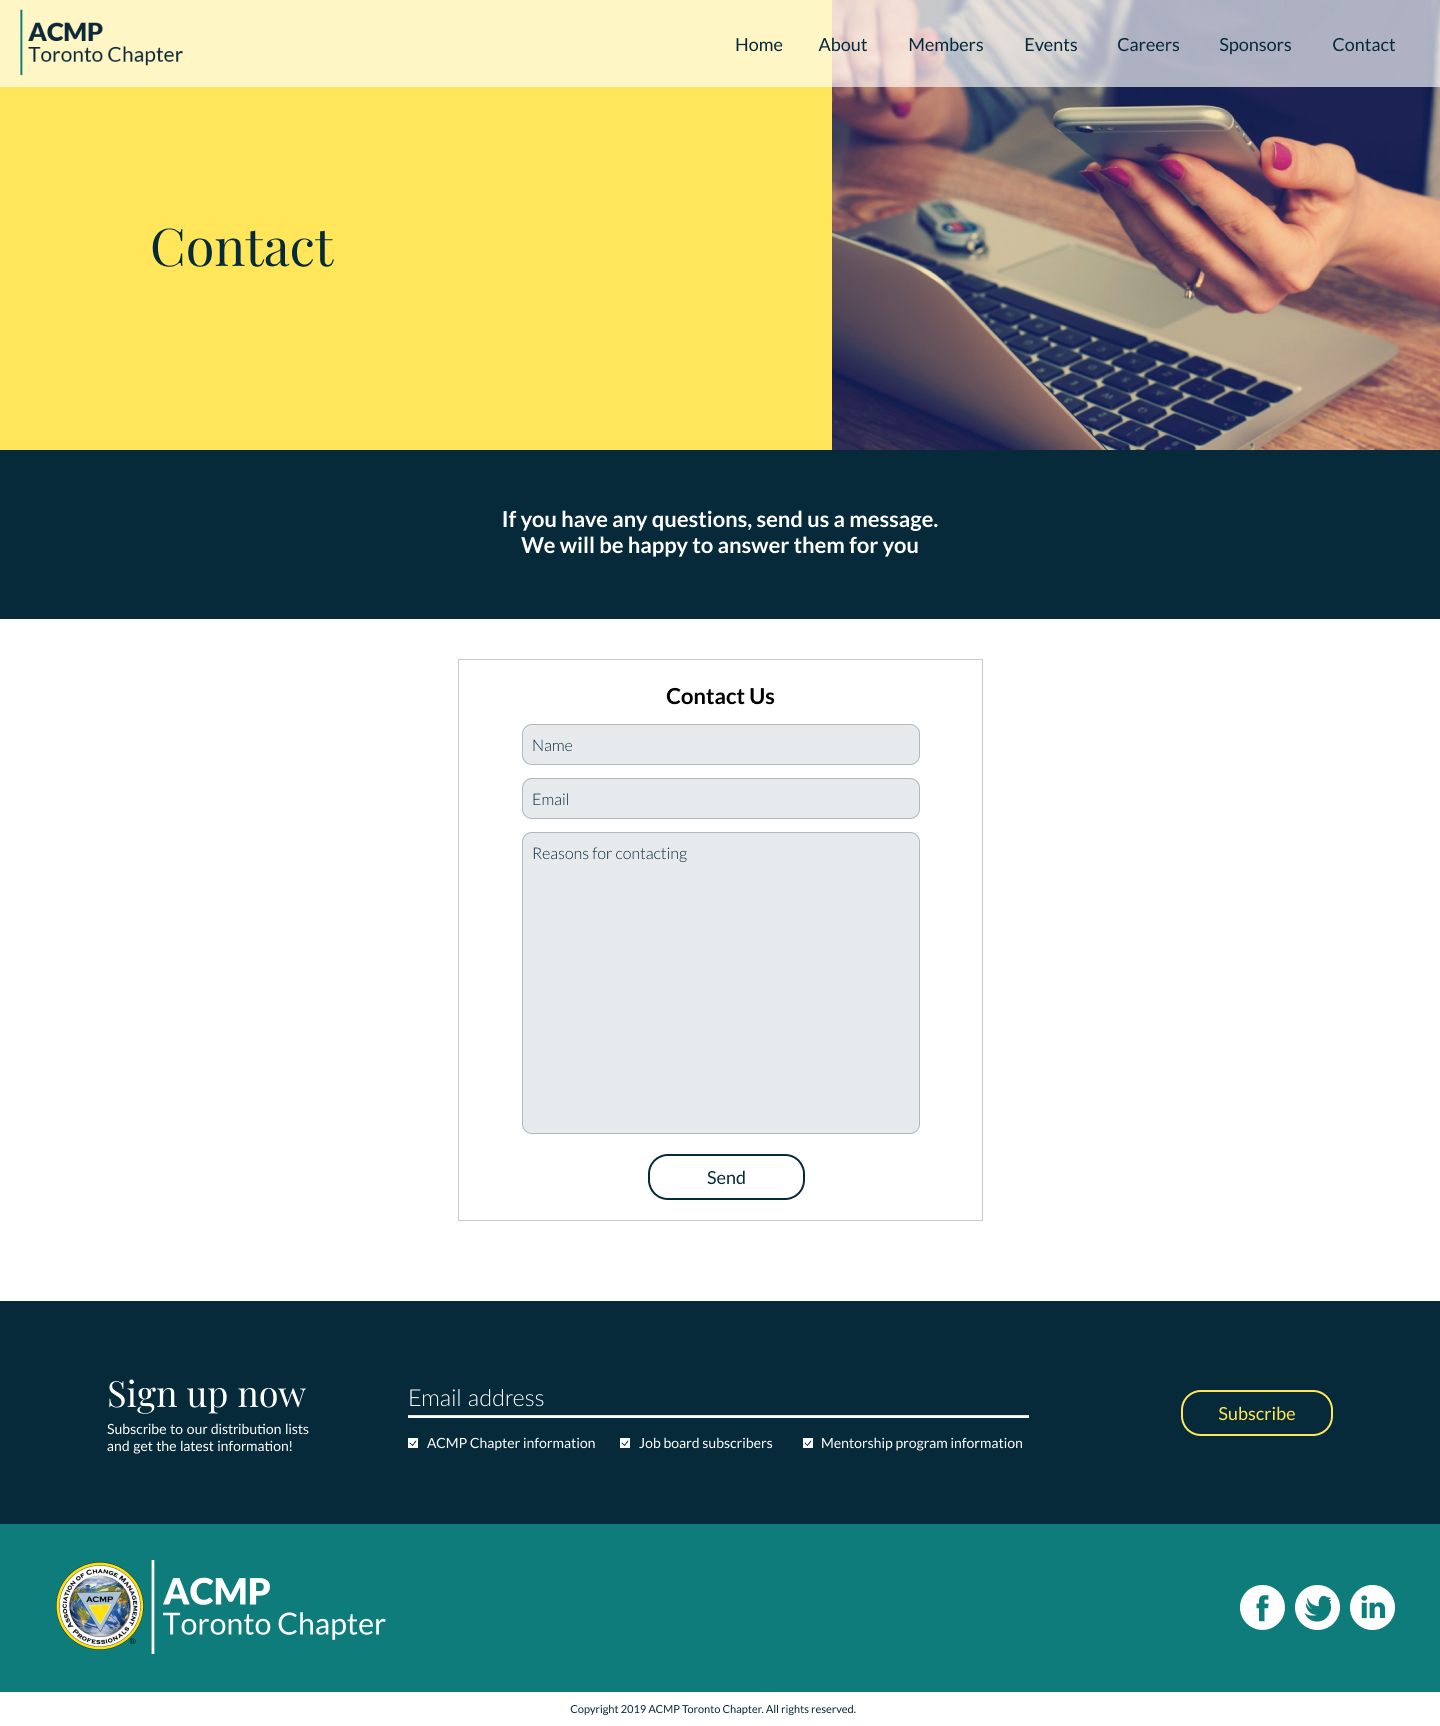 ACMP
Toronto Chapter
Home About Members Events Careers Sponsors Contact
Contact
If you have any questions, send us a message.
We will be happy to answer them for you
Contact Us
Name
Email
Reasons for contacting
Send
Sign up now
Subscribe to our distribution lists
and get the latest information!
Email address
ACMP Chapter information Job board subscribers Mentorship program information
Subscribe
ASSOCIATION OF CHANGE MANAGEMENT PROFESSIONALS
ACMP
®
ACMP
Toronto Chapter
f
in
Copyright 2019 ACMP Toronto Chapter. All rights reserved.